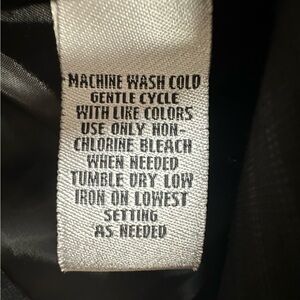 MACHINE WASH COLD
GENTLE CYCLE
WITH LIKE COLORS
USE ONLY NON-
CHLORINE BLEACH
WHEN NEEDED
TUMBLE DRY LOW
IRON ON LOWEST
SETTING
AS NEEDED